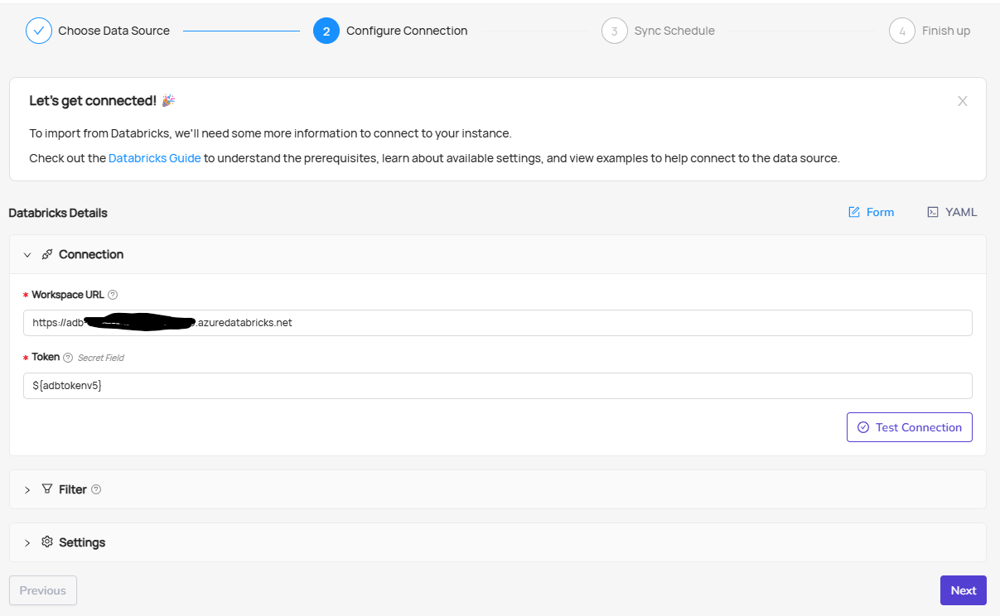 Choose Data Source 2 Configure Connection 3 Sync Schedule 4 Finish up
Let's get connected! 🎉
To import from Databricks, we'll need some more information to connect to your instance.
Check out the Databricks Guide to understand the prerequisites, learn about available settings, and view examples to help connect to the data source.
Databricks Details Form YAML
Connection
* Workspace URL
https://adb- .azuredatabricks.net
* Token Secret Field
${adbtokenv5}
Test Connection
Filter
Settings
Previous Next